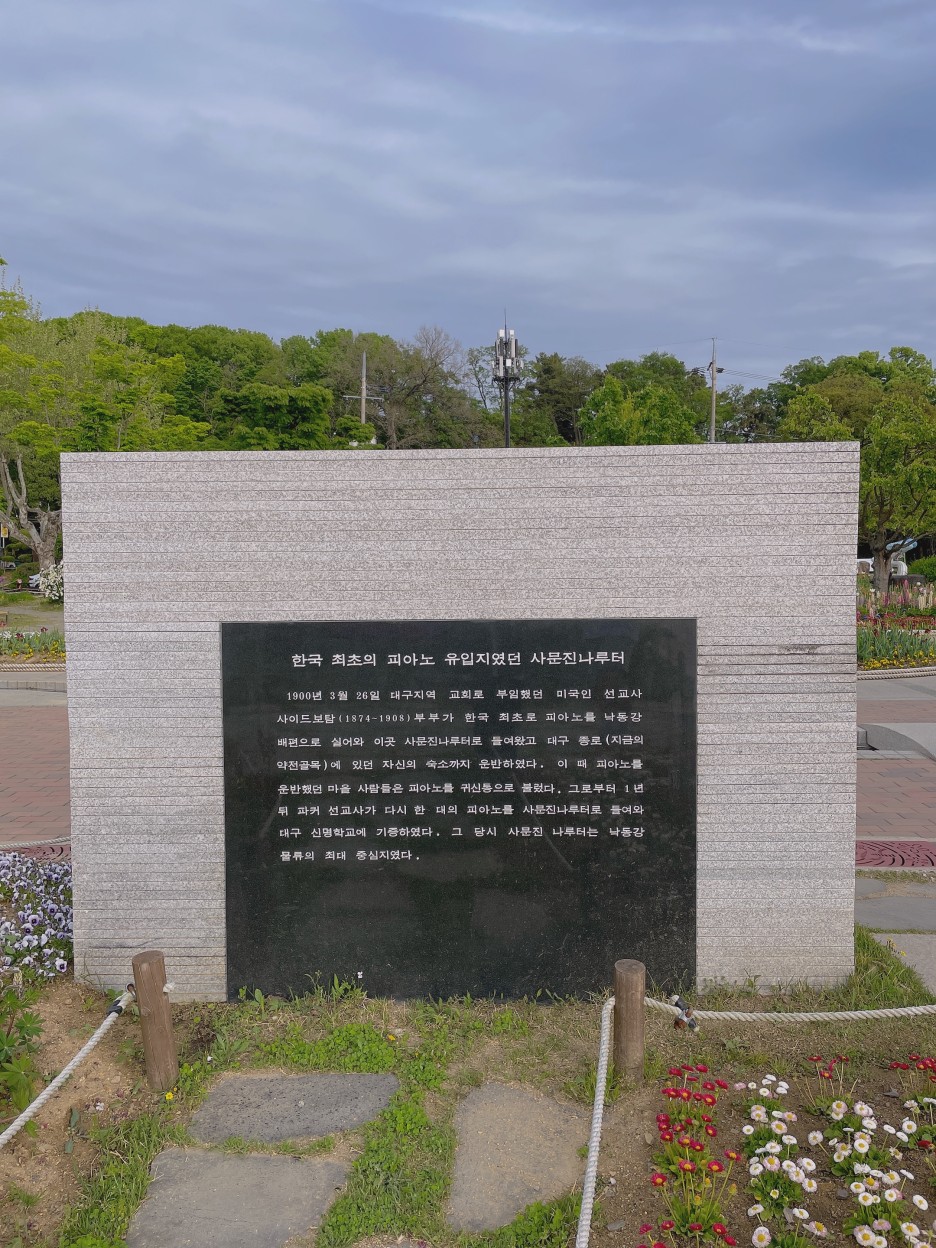 한국 최초의 피아노 유입지였던 사문진나루터
1900년 3월 26일 대구지역 교회로 부임했던 미국인 선교사
사이드보탐(1874~1908)부부가 한국 최초로 피아노를 낙동강
배편으로 실어와 이곳 사문진나루터로 들여왔고 대구 종로(지금의
약전골목)에 있던 자신의 숙소까지 운반하였다. 이 때 피아노를
운반했던 마을 사람들은 피아노를 귀신통으로 불렀다. 그로부터 1년
뒤 파커 선교사가 다시 한 대의 피아노를 사문진나루터로 들여와
대구 신명학교에 기증하였다. 그 당시 사문진 나루터는 낙동강
물류의 최대 중심지였다.